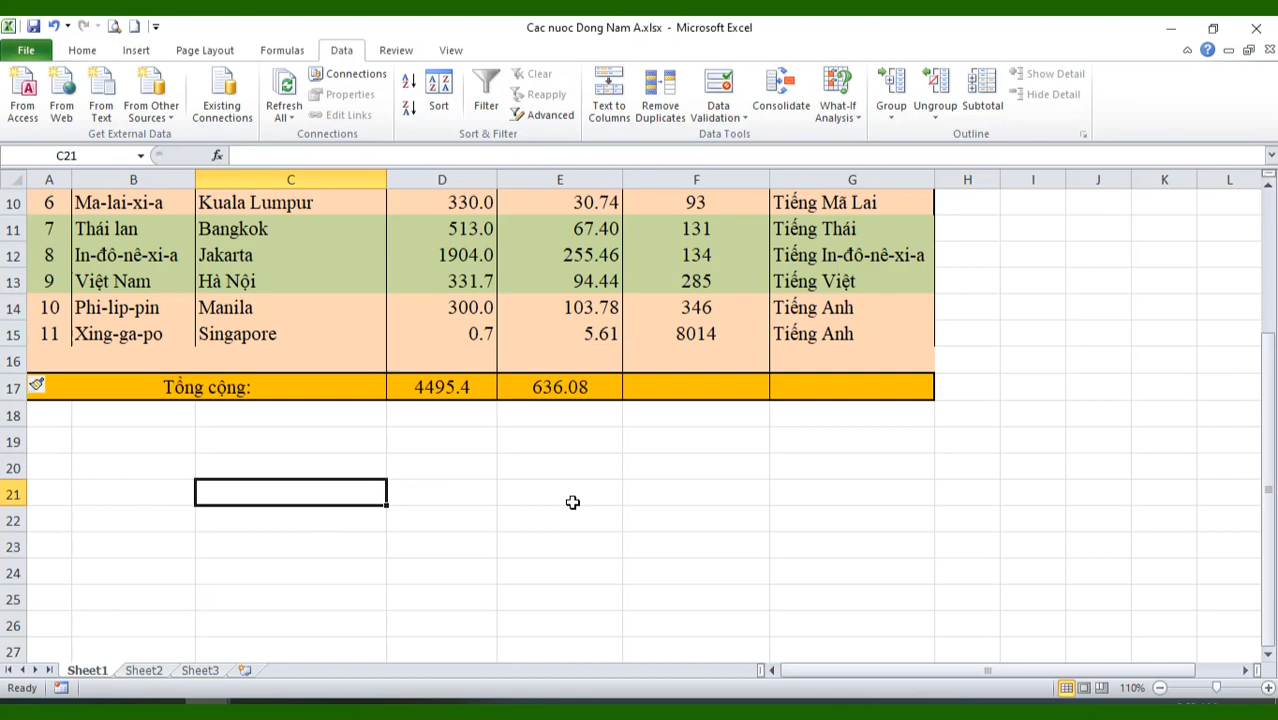 Cac nuoc Dong Nam A.xlsx - Microsoft Excel
File Home Insert Page Layout Formulas Data Review View
From Access From Web From Text From Other Sources Existing Connections Refresh All Connections Properties Edit Links Sort Filter Clear Reapply Advanced Text to Columns Remove Duplicates Data Validation Consolidate What-If Analysis Group Ungroup Subtotal Show Detail Hide Detail
Get External Data Connections Sort & Filter Data Tools Outline
C21 fx
A B C D E F G H I J K L
10 6 Ma-lai-xi-a Kuala Lumpur 330.0 30.74 93 Tiếng Mã Lai
11 7 Thái lan Bangkok 513.0 67.40 131 Tiếng Thái
12 8 In-đô-nê-xi-a Jakarta 1904.0 255.46 134 Tiếng In-đô-nê-xi-a
13 9 Việt Nam Hà Nội 331.7 94.44 285 Tiếng Việt
14 10 Phi-lip-pin Manila 300.0 103.78 346 Tiếng Anh
15 11 Xing-ga-po Singapore 0.7 5.61 8014 Tiếng Anh
16
17 Tổng cộng: 4495.4 636.08
18
19
20
21
22
23
24
25
26
27
Sheet1 Sheet2 Sheet3
Ready 110%